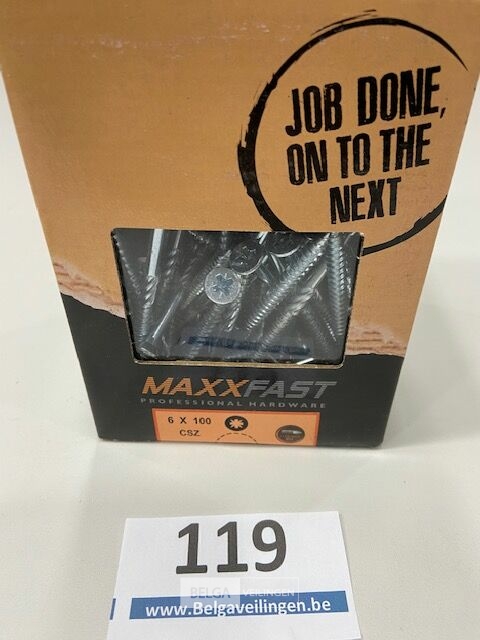 JOB DONE,
ON TO THE
NEXT
MAXXFAST
PROFESSIONAL HARDWARE
6 X 100
CSZ
119
BELGA VEILINGEN
www.Belgaveilingen.be